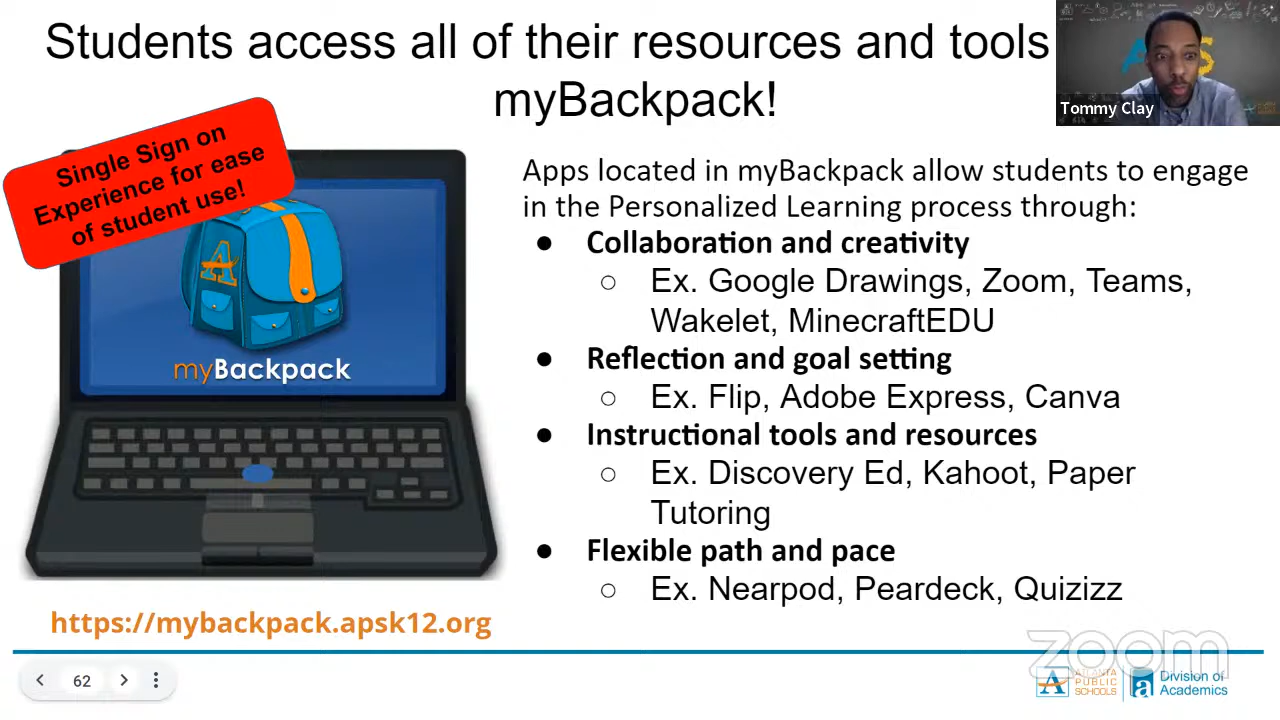 Students access all of their resources and tools
myBackpack!
Tommy Clay
Single Sign on
Experience for ease
of student use!
A
myBackpack
Apps located in myBackpack allow students to engage
in the Personalized Learning process through:
● Collaboration and creativity
○ Ex. Google Drawings, Zoom, Teams,
Wakelet, MinecraftEDU
● Reflection and goal setting
○ Ex. Flip, Adobe Express, Canva
● Instructional tools and resources
○ Ex. Discovery Ed, Kahoot, Paper
Tutoring
● Flexible path and pace
○ Ex. Nearpod, Peardeck, Quizizz
https://mybackpack.apsk12.org
zoom
62
ATLANTA
PUBLIC
SCHOOLS
a
Division of
Academics